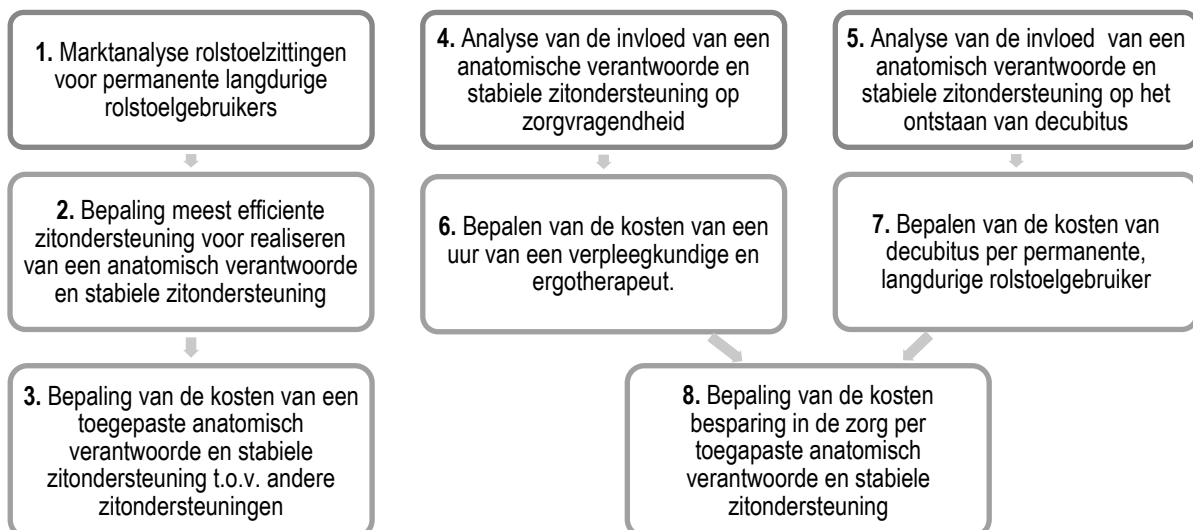 1. Marktanalyse rolstoelzittingen
voor permanente langdurige
rolstoelgebruikers
2. Bepaling meest efficiente
zitondersteuning voor realiseren
van een anatomisch verantwoorde
en stabiele zitondersteuning
3. Bepaling van de kosten van een
toegepaste anatomisch
verantwoorde en stabiele
zitondersteuning t.o.v. andere
zitondersteuningen
4. Analyse van de invloed van een
anatomische verantwoorde en
stabiele zitondersteuning op
zorgvragendheid
6. Bepalen van de kosten van een
uur van een verpleegkundige en
ergotherapeut.
5. Analyse van de invloed van een
anatomisch verantwoorde en
stabiele zitondersteuning op het
ontstaan van decubitus
7. Bepalen van de kosten van
decubitus per permanente,
langdurige rolstoelgebruiker
8. Bepaling van de kosten
besparing in de zorg per
toegapaste anatomisch
verantwoorde en stabiele
zitondersteuning